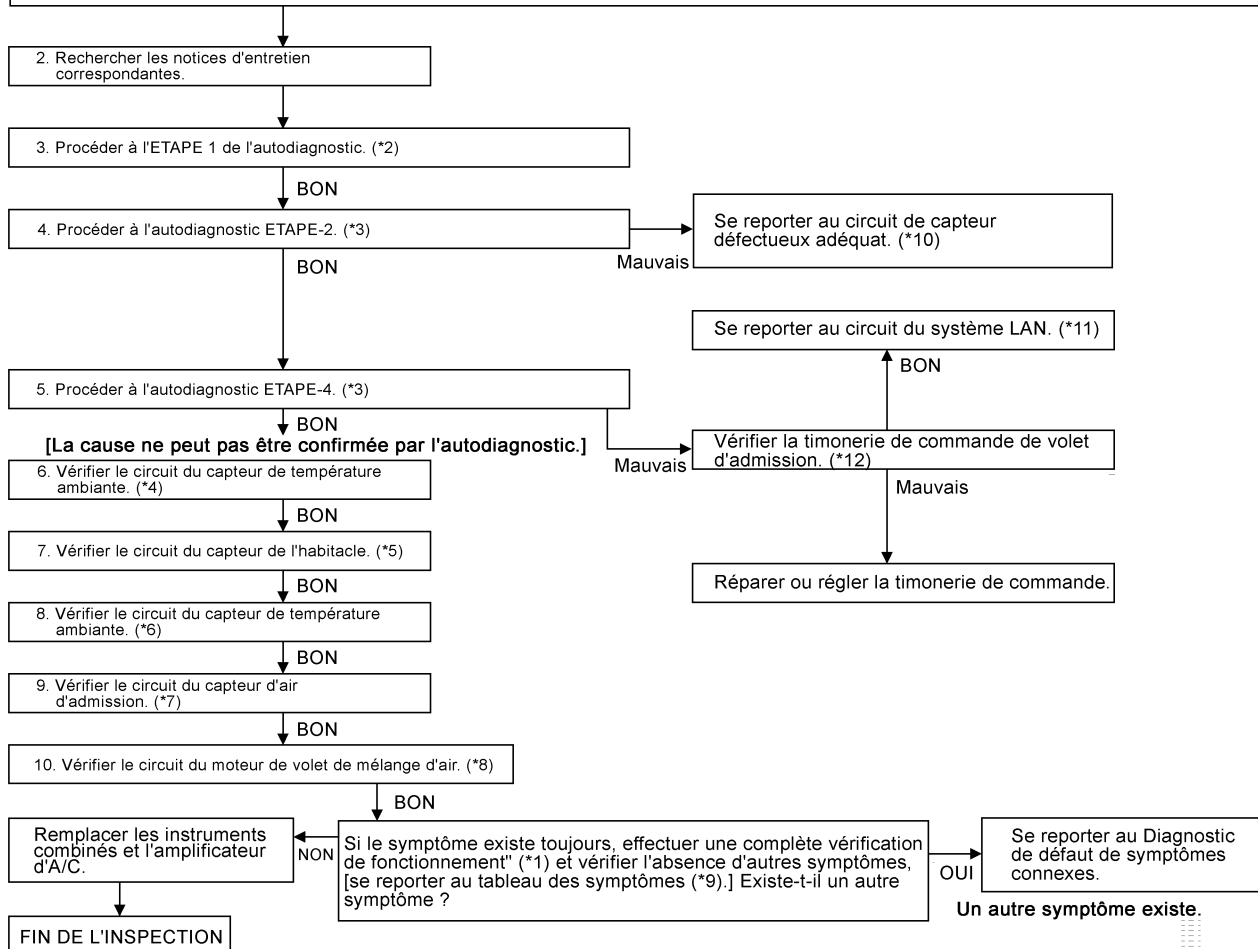 2. Rechercher les notices d'entretien
correspondantes.
3. Procéder à l'ETAPE 1 de l'autodiagnostic. (*2)
BON
4. Procéder à l'autodiagnostic ETAPE-2. (*3)
Mauvais
Se reporter au circuit de capteur
défectueux adéquat. (*10)
BON
Se reporter au circuit du système LAN. (*11)
BON
5. Procéder à l'autodiagnostic ETAPE-4. (*3)
BON
[La cause ne peut pas être confirmée par l'autodiagnostic.]
Mauvais
Vérifier la timonerie de commande de volet
d'admission. (*12)
Mauvais
Réparer ou régler la timonerie de commande.
6. Vérifier le circuit du capteur de température
ambiante. (*4)
BON
7. Vérifier le circuit du capteur de l'habitacle. (*5)
BON
8. Vérifier le circuit du capteur de température
ambiante. (*6)
BON
9. Vérifier le circuit du capteur d'air
d'admission. (*7)
BON
10. Vérifier le circuit du moteur de volet de mélange d'air. (*8)
BON
Si le symptôme existe toujours, effectuer une complète vérification
de fonctionnement" (*1) et vérifier l'absence d'autres symptômes,
[se reporter au tableau des symptômes (*9).] Existe-t-il un autre
symptôme ?
NON
Remplacer les instruments
combinés et l'amplificateur
d'A/C.
FIN DE L'INSPECTION
OUI
Se reporter au Diagnostic
de défaut de symptômes
connexes.
Un autre symptôme existe.